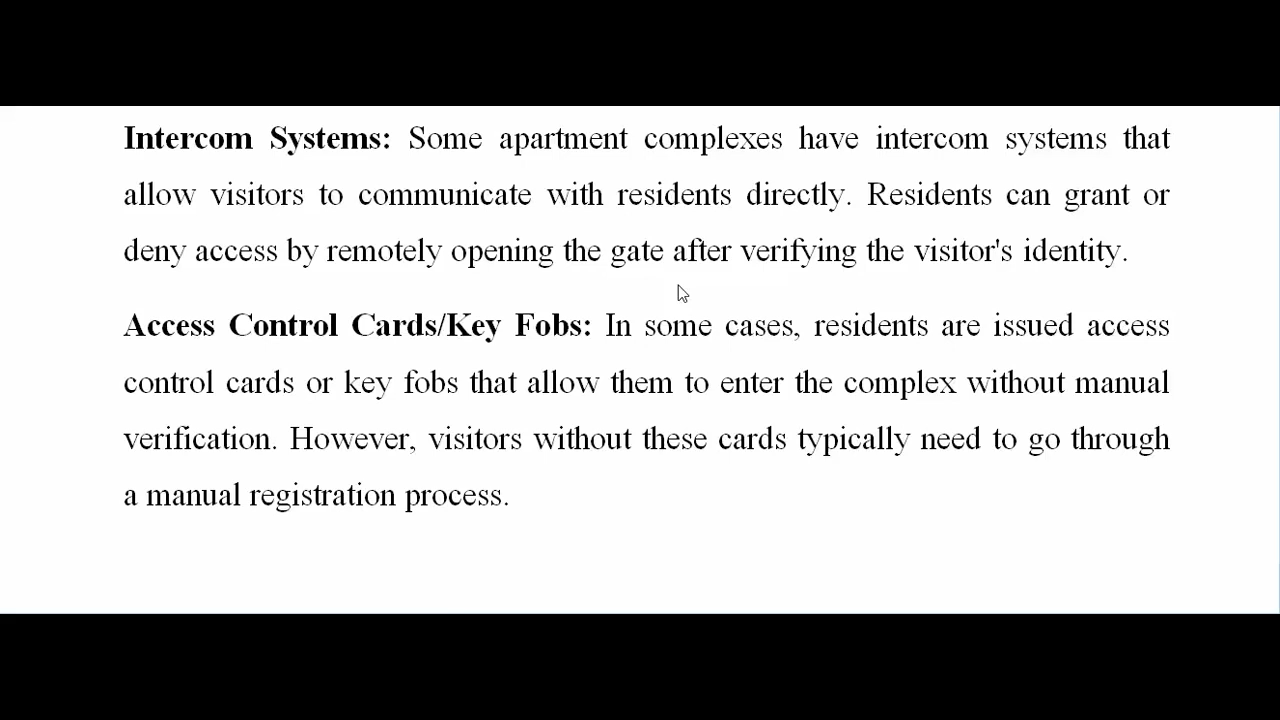 Intercom Systems: Some apartment complexes have intercom systems that
allow visitors to communicate with residents directly. Residents can grant or
deny access by remotely opening the gate after verifying the visitor's identity.
Access Control Cards/Key Fobs: In some cases, residents are issued access
control cards or key fobs that allow them to enter the complex without manual
verification. However, visitors without these cards typically need to go through
a manual registration process.